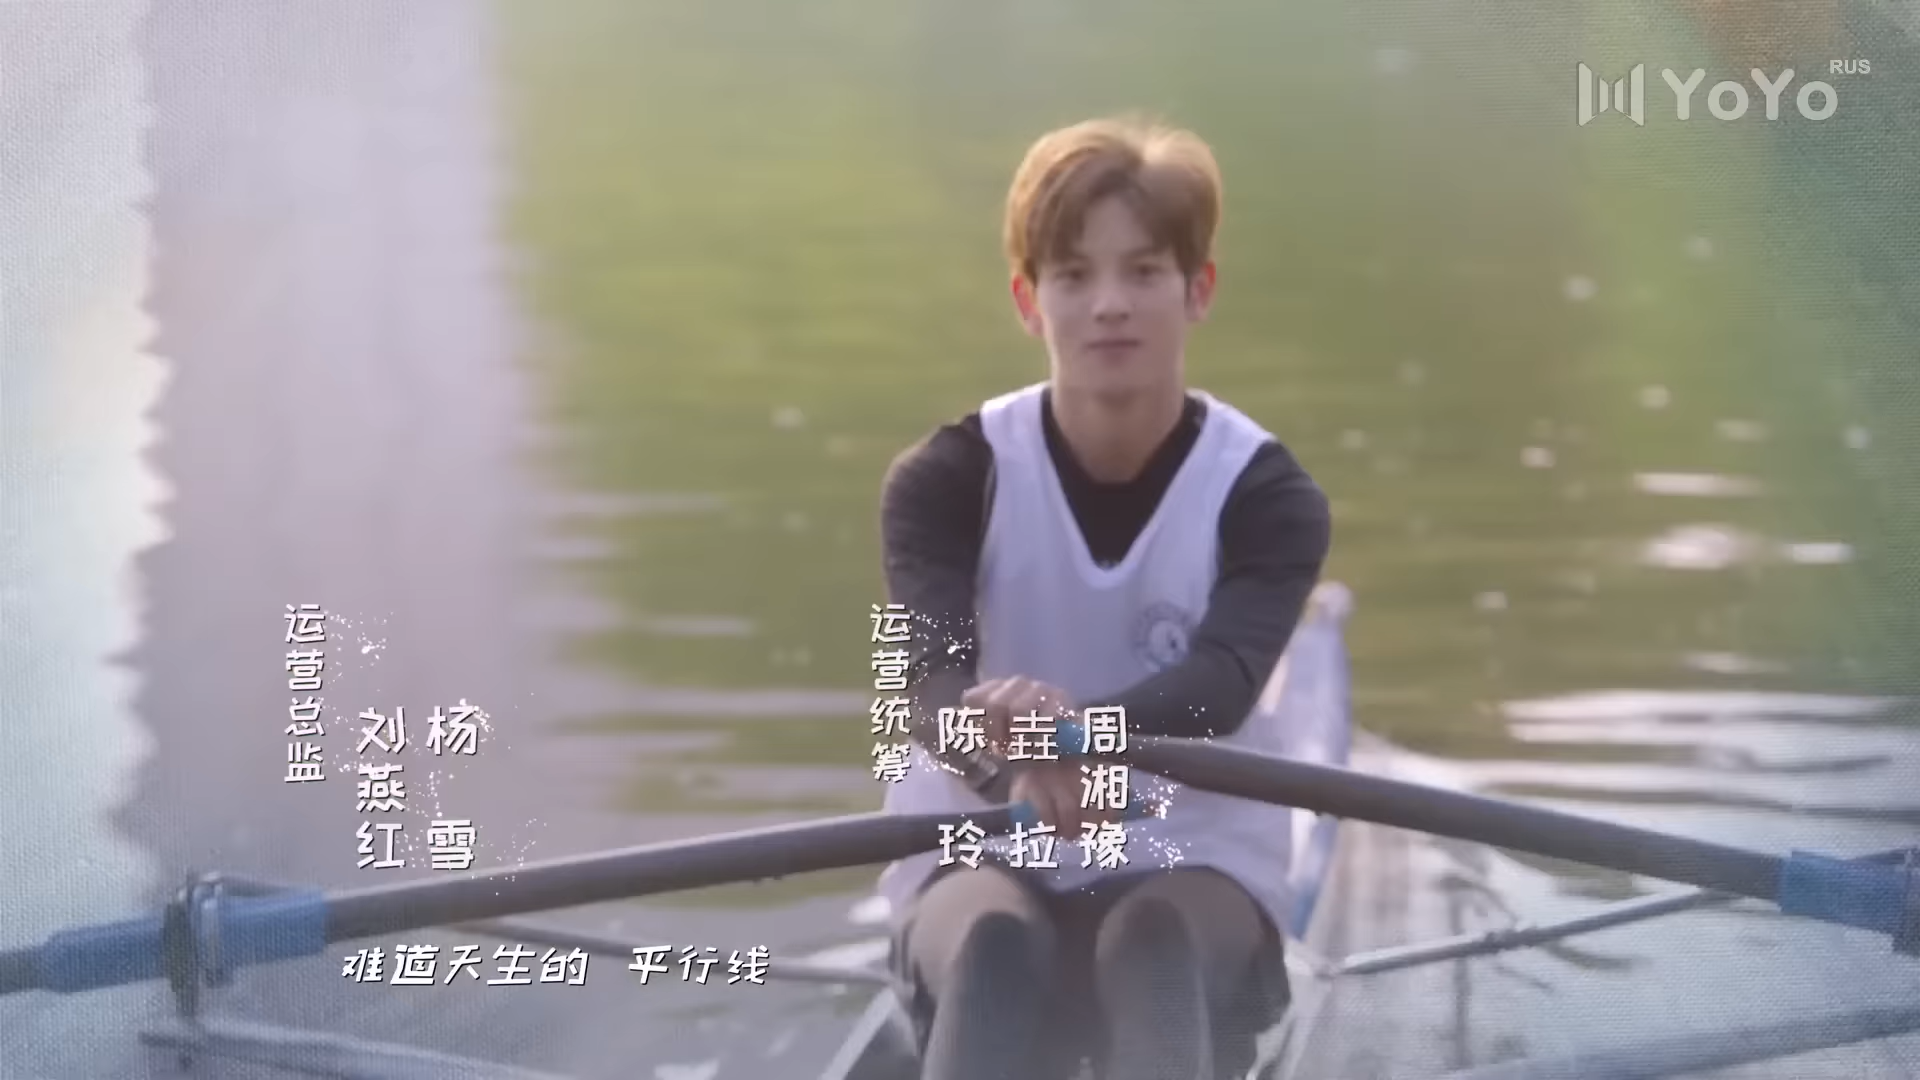 YoYo RUS
运营总监
刘燕红
杨雪
运营统筹
陈玲
垚拉
周湘豫
难道天生的 平行线